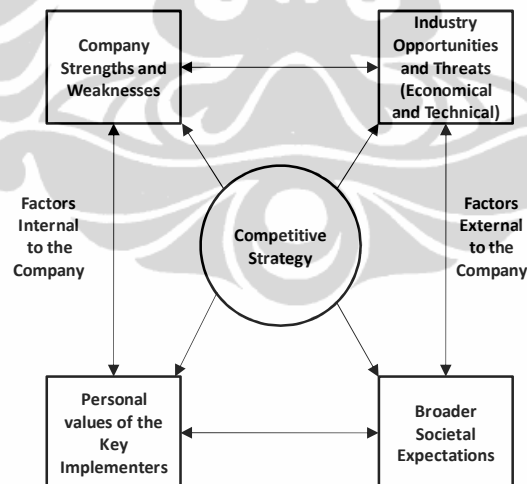 Company
Strengths and
Weaknesses
Industry
Opportunities
and Threats
(Economical
and Technical)
Factors
Internal
to the
Company
Competitive
Strategy
Factors
External
to the
Company
Personal
values of the
Key
Implementers
Broader
Societal
Expectations